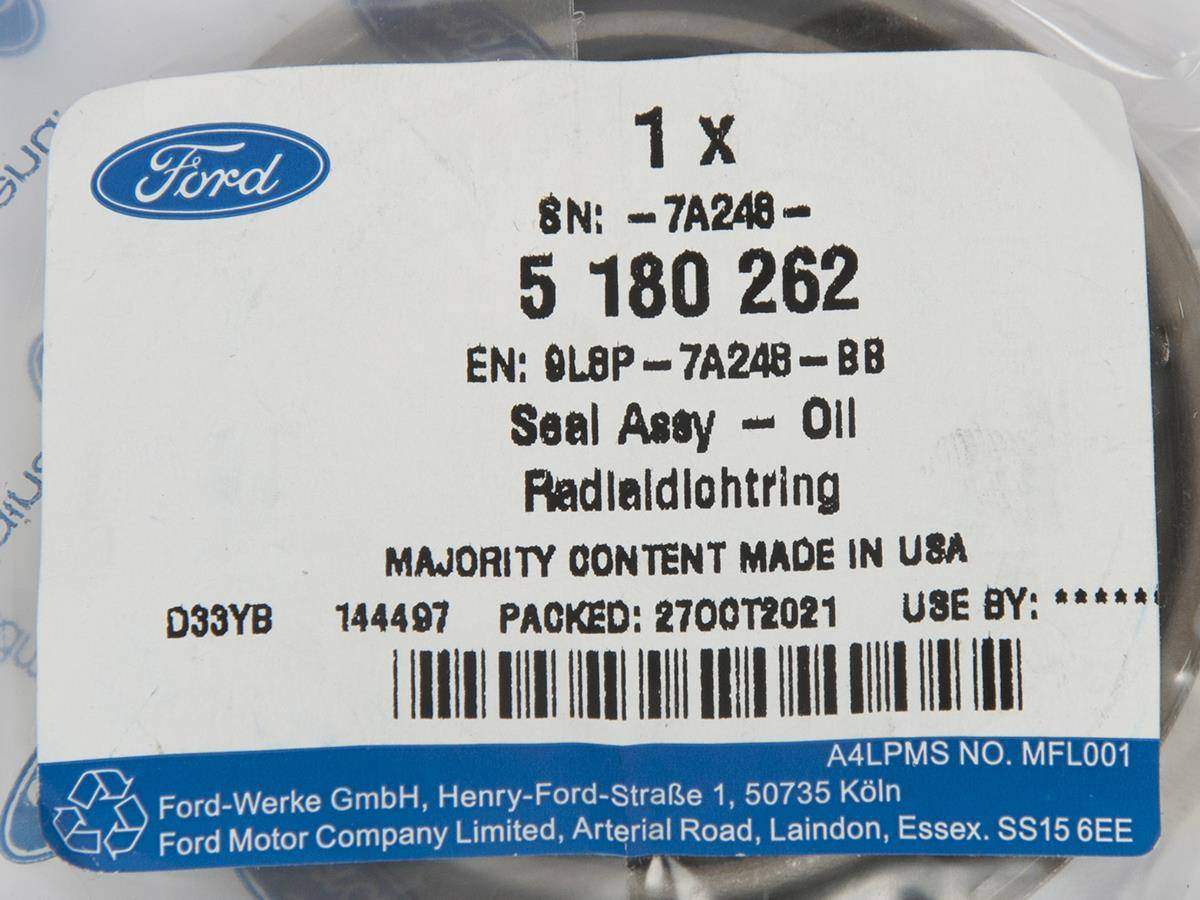 Ford
1 x
SN: -7A248-
5 180 262
EN: 9L8P-7A248-BB
Seal Assy - Oil
Radialdichtring
MAJORITY CONTENT MADE IN USA
D33YB 144497 PACKED: 27OCT2021 USE BY: ******
A4LPMS NO. MFL001
Ford-Werke GmbH, Henry-Ford-Straße 1, 50735 Köln
Ford Motor Company Limited, Arterial Road, Laindon, Essex. SS15 6EE